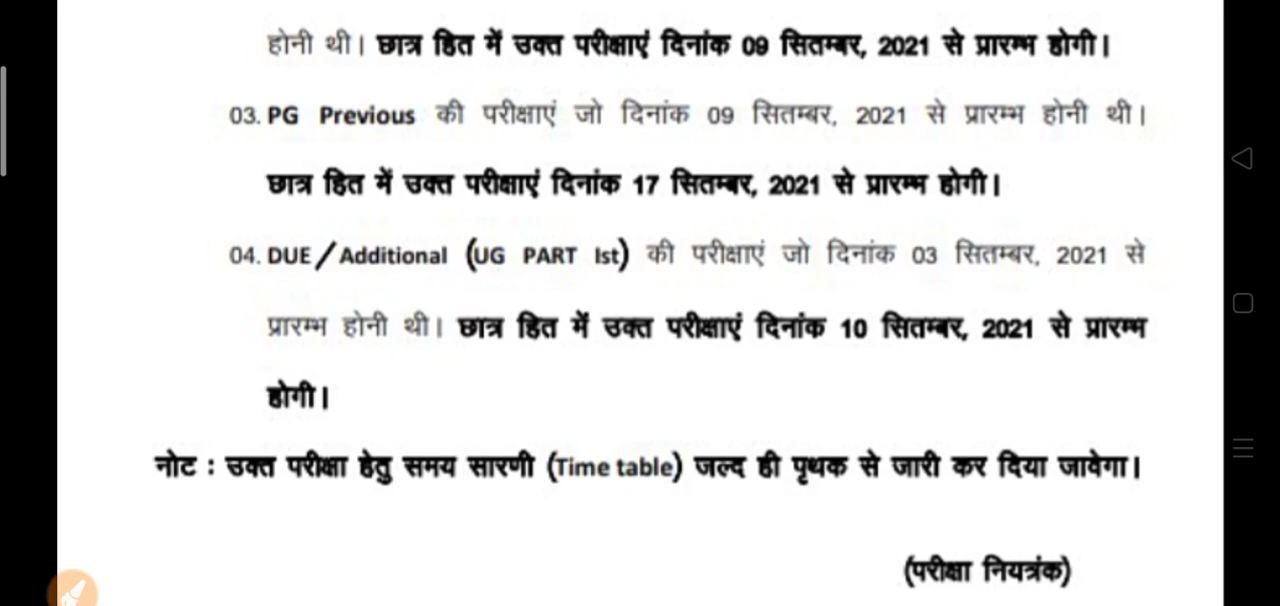 होनी थी। छात्र हित में उक्त परीक्षाएं दिनांक 09 सितम्बर, 2021 से प्रारम्भ होगी।
03. PG Previous की परीक्षाएं जो दिनांक 09 सितम्बर, 2021 से प्रारम्भ होनी थी।
छात्र हित में उक्त परीक्षाएं दिनांक 17 सितम्बर, 2021 से प्रारम्भ होगी।
04. DUE/Additional (UG PART Ist) की परीक्षाएं जो दिनांक 03 सितम्बर, 2021 से
प्रारम्भ होनी थी। छात्र हित में उक्त परीक्षाएं दिनांक 10 सितम्बर, 2021 से प्रारम्भ
होगी।
नोट : उक्त परीक्षा हेतु समय सारणी (Time table) जल्द ही पृथक से जारी कर दिया जावेगा।
(परीक्षा नियत्रंक)